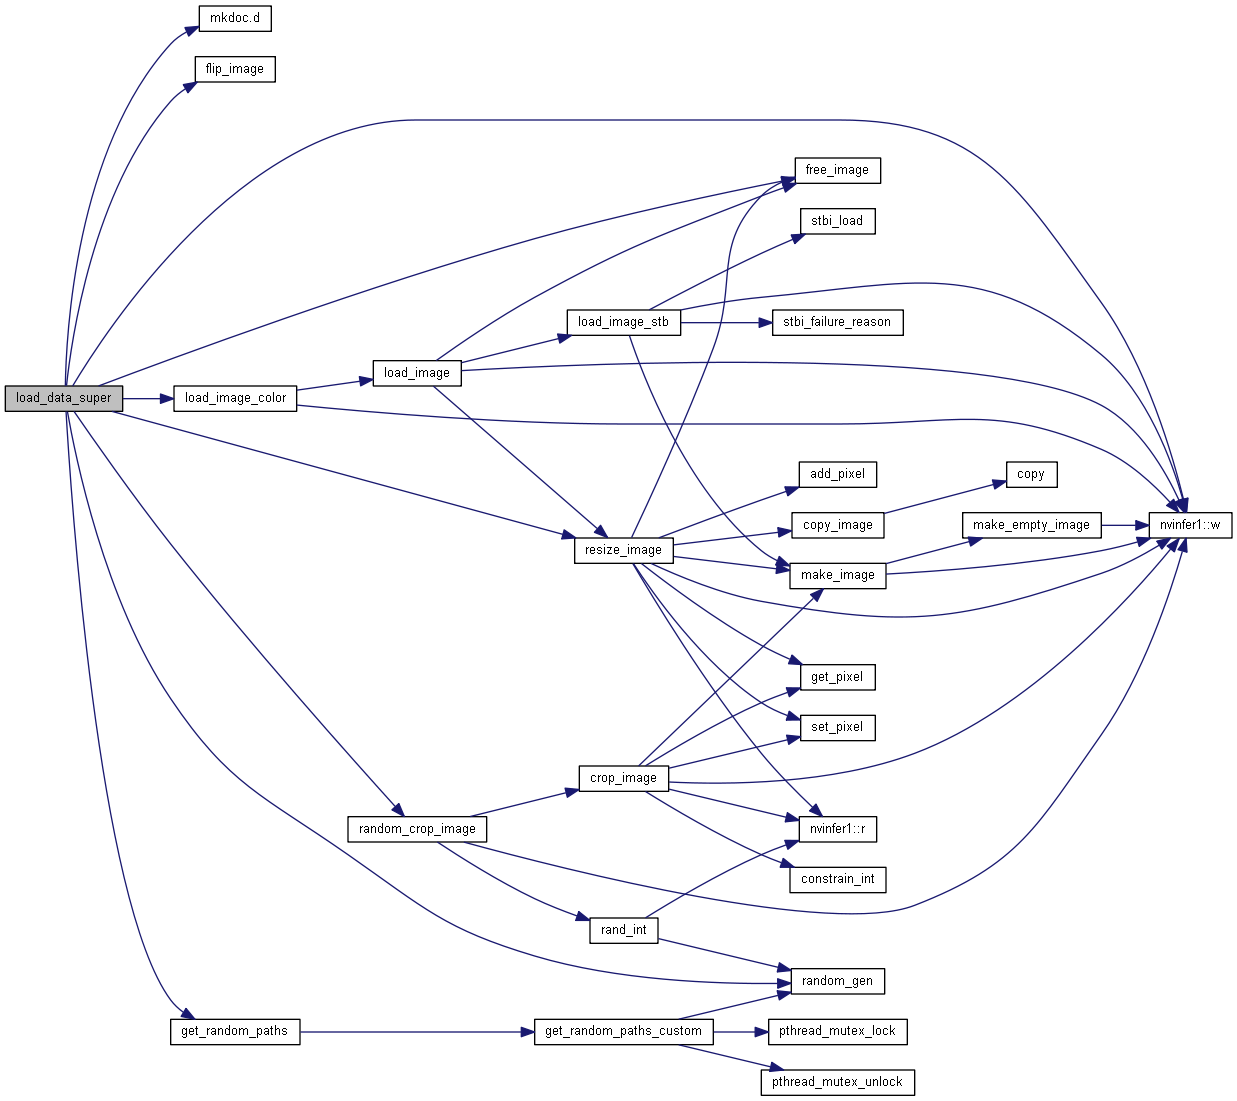 mkdoc.d
flip_image
free_image
stbi_load
load_image_stb
stbi_failure_reason
load_image
load_data_super
load_image_color
add_pixel
copy
copy_image
make_empty_image
nvinfer1::w
resize_image
make_image
get_pixel
set_pixel
crop_image
random_crop_image
nvinfer1::r
constrain_int
rand_int
random_gen
get_random_paths
get_random_paths_custom
pthread_mutex_lock
pthread_mutex_unlock